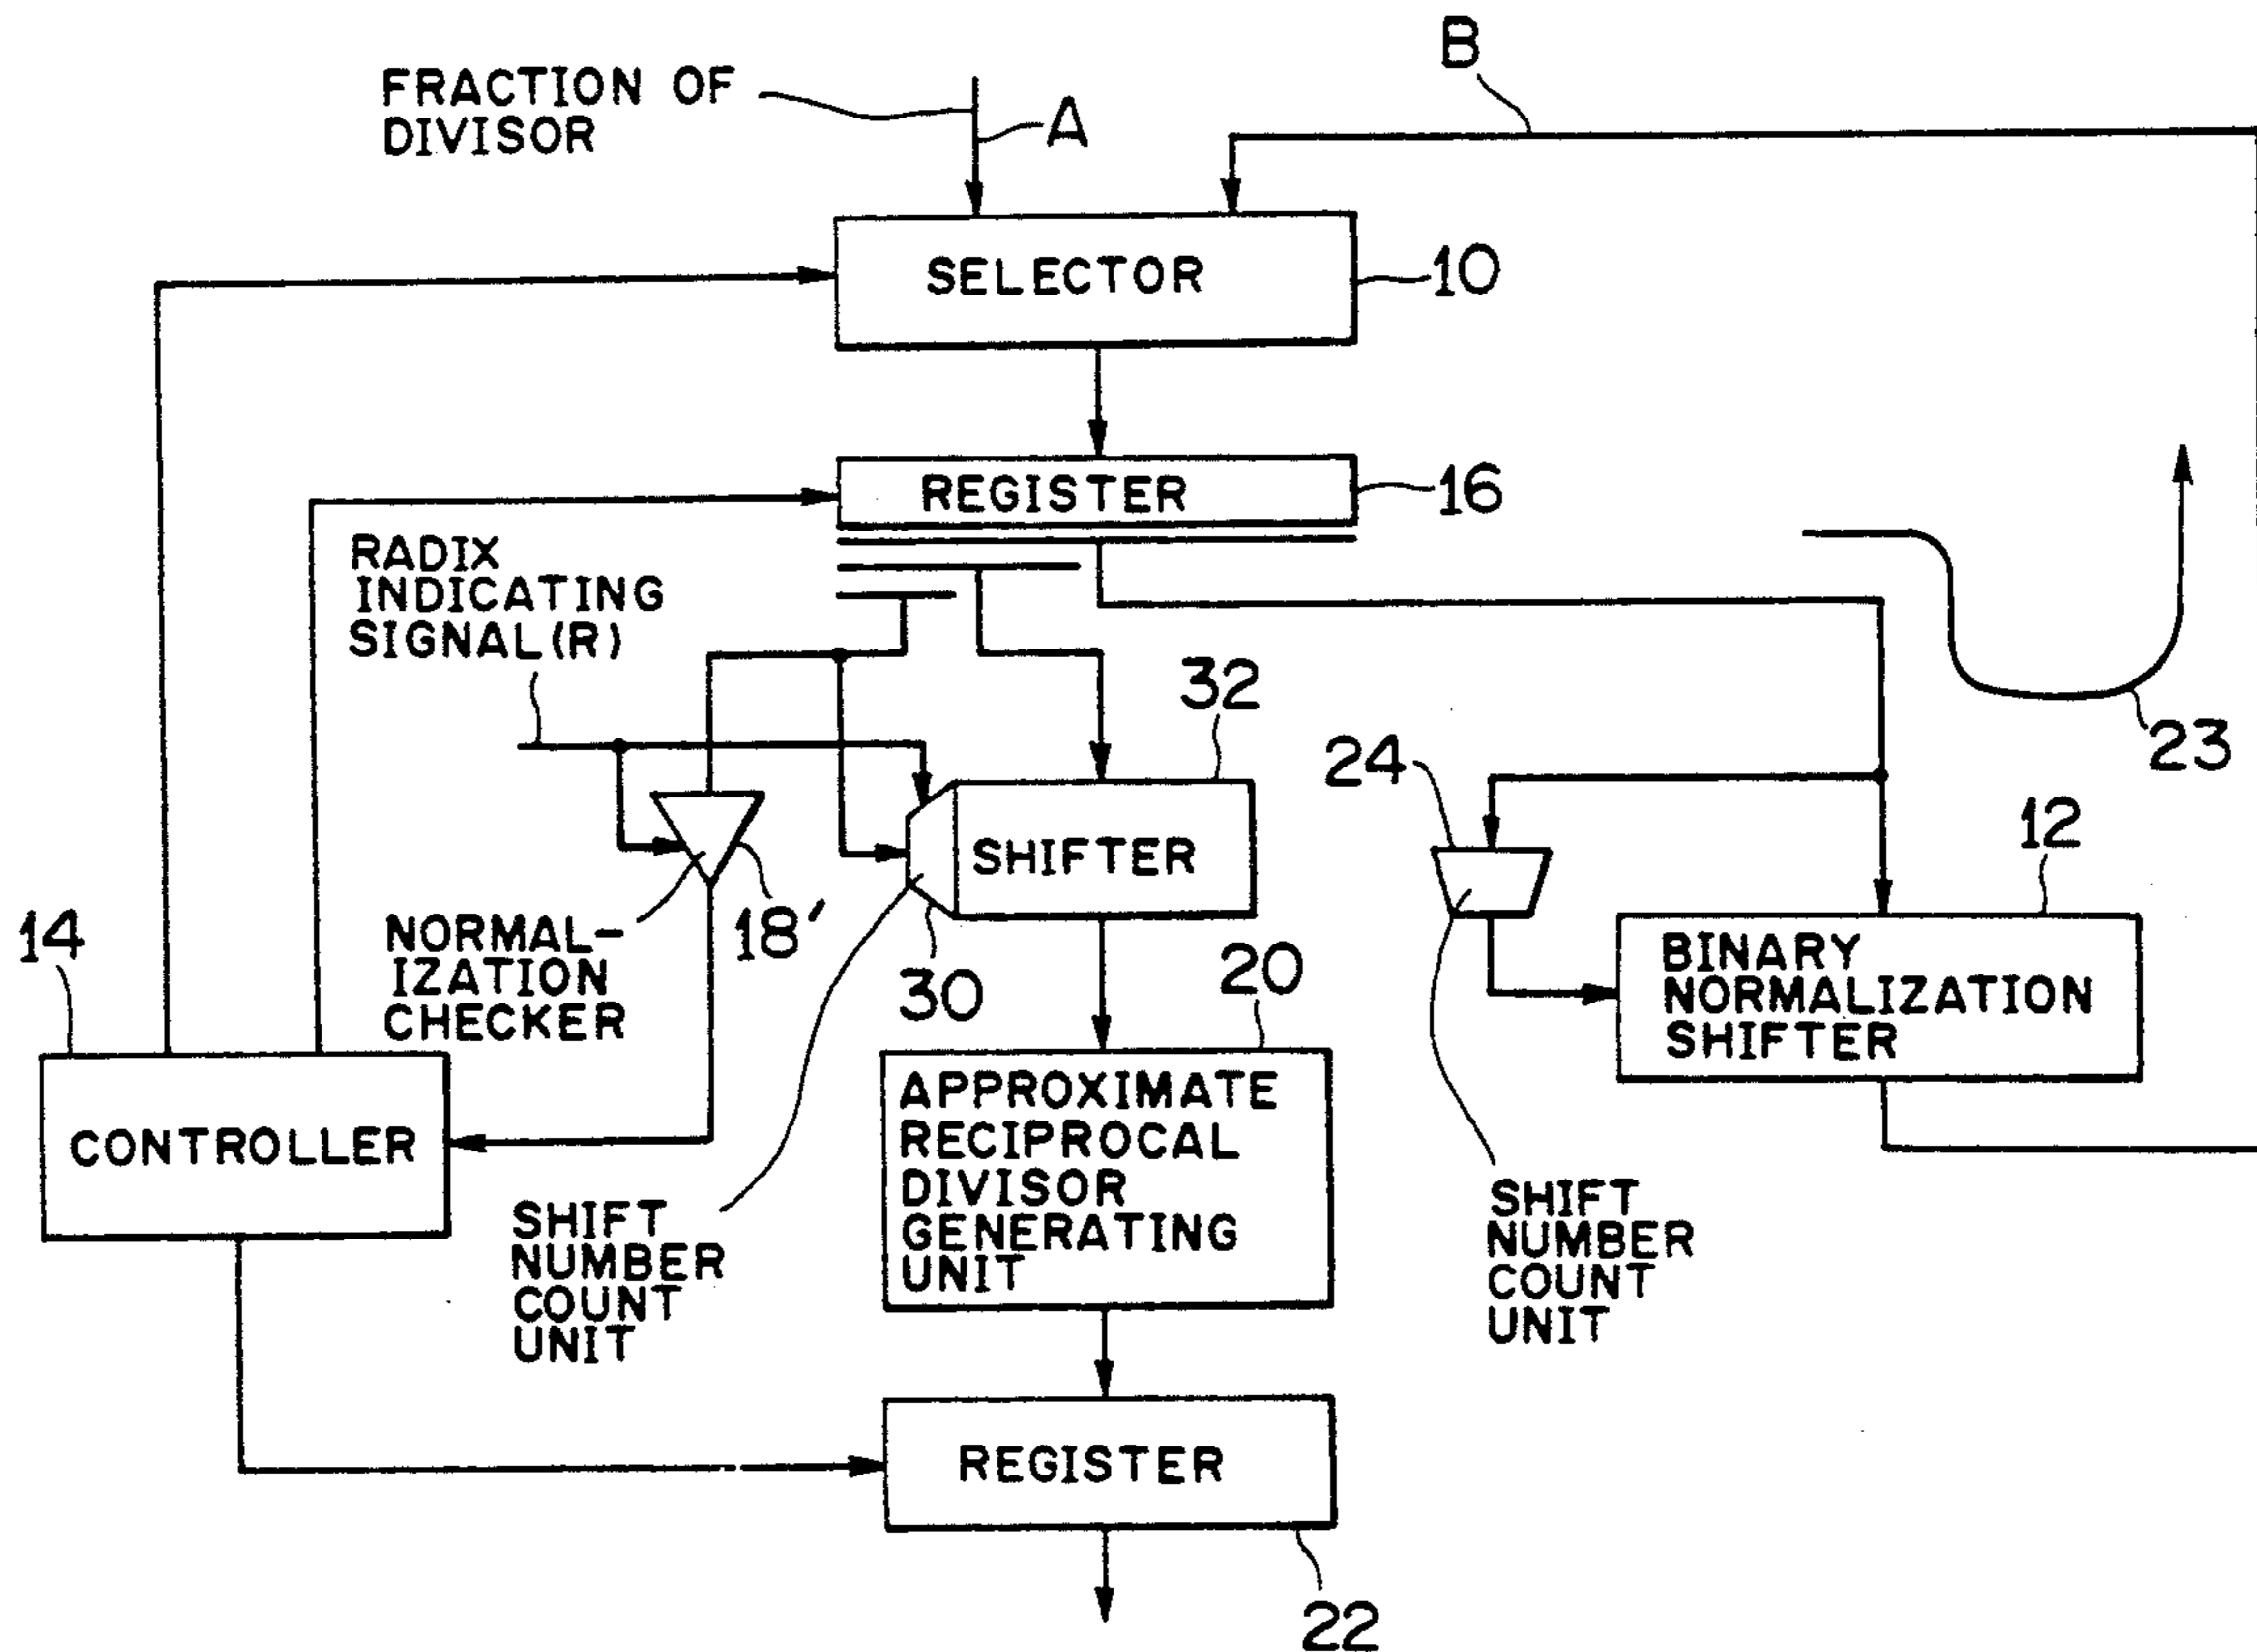 B
FRACTION OF
DIVISOR
A
SELECTOR
10
REGISTER
16
RADIX
INDICATING
SIGNAL(R)
32
23
24
12
SHIFTER
18'
NORMAL-
IZATION
CHECKER
14
30
20
BINARY
NORMALIZATION
SHIFTER
CONTROLLER
APPROXIMATE
RECIPROCAL
DIVISOR
GENERATING
UNIT
SHIFT
NUMBER
COUNT
UNIT
SHIFT
NUMBER
COUNT
UNIT
REGISTER
22